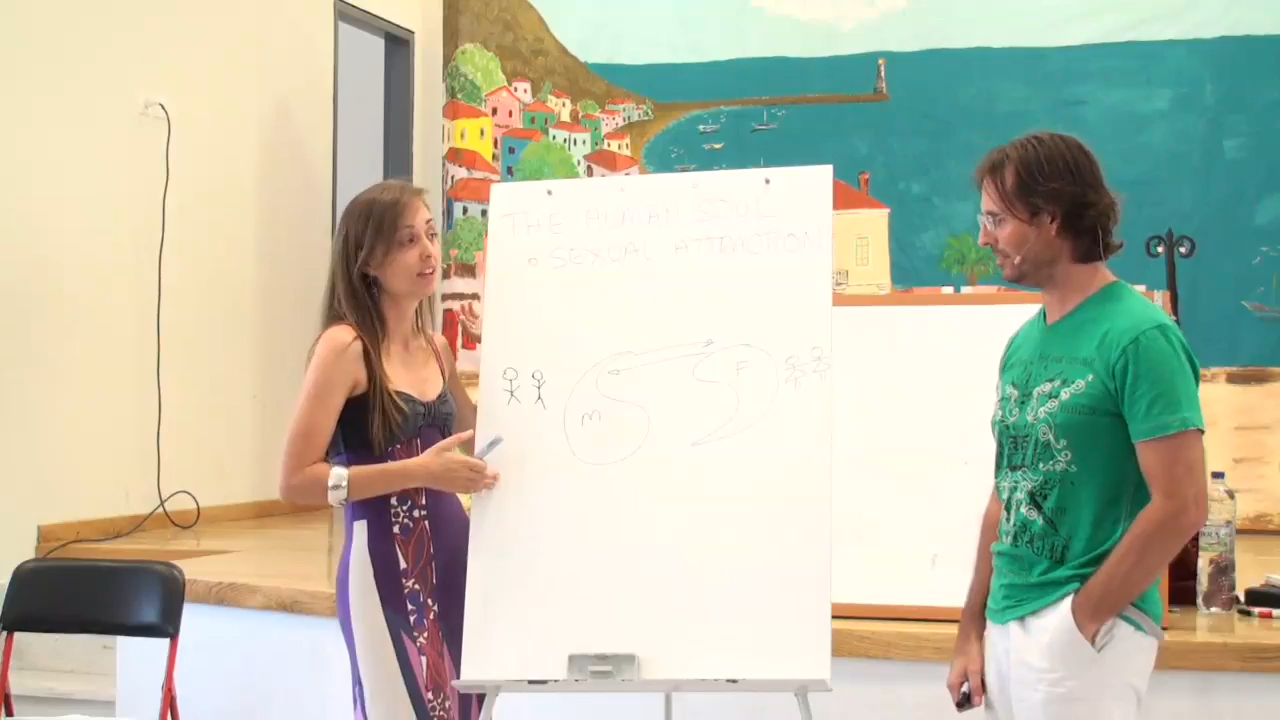 THE HUMAN SOUL
• SEXUAL ATTRACTION
M
F